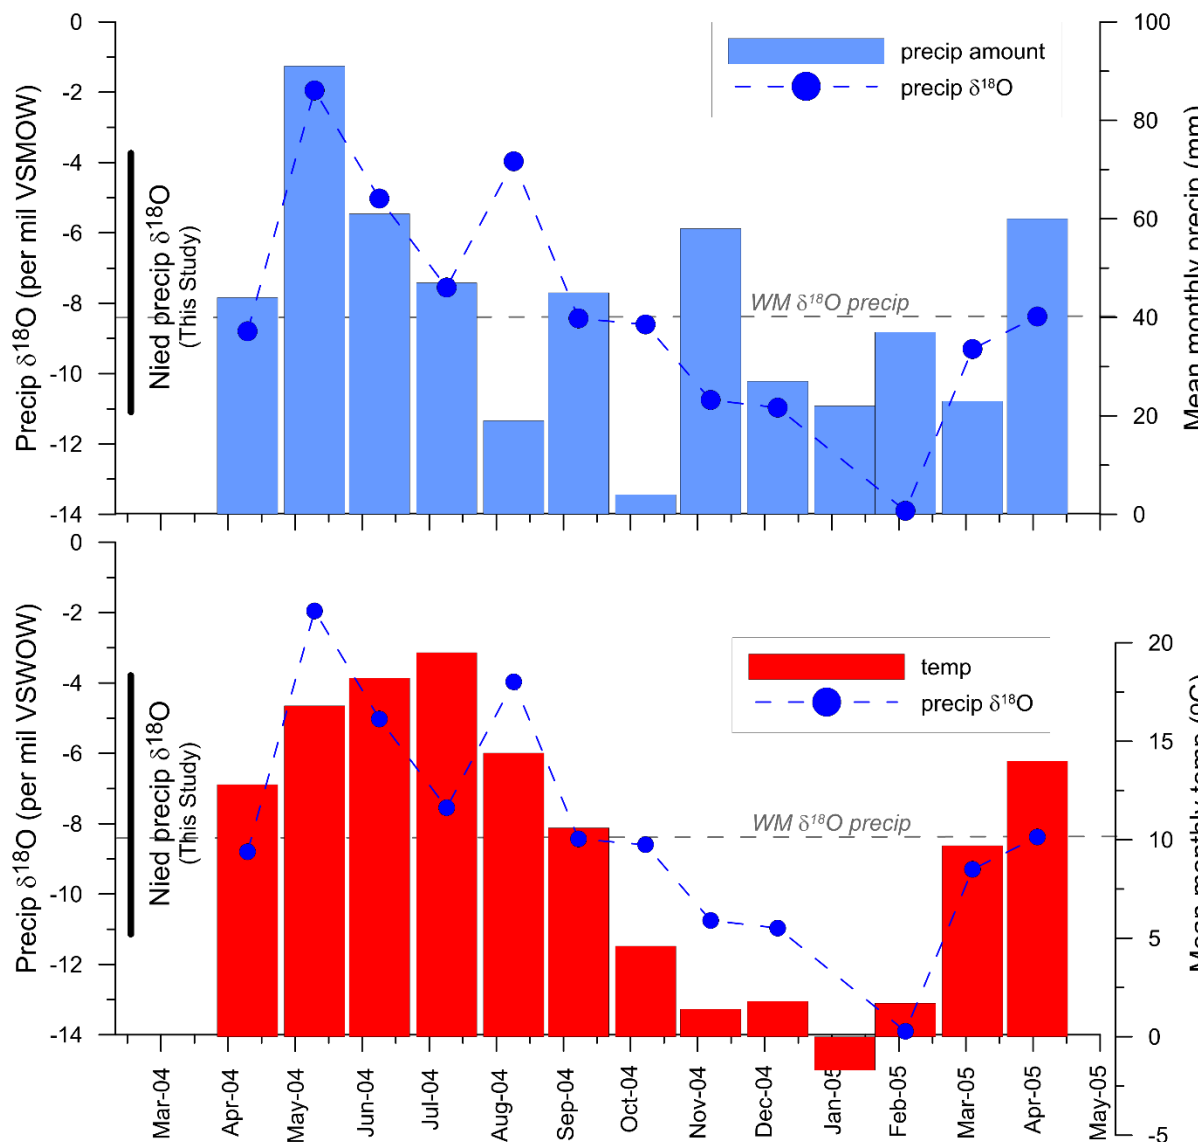 0
-2
-4
-6
-8
-10
-12
-14
Precip δ¹⁸O (per mil VSMOW)
Nied precip δ¹⁸O
(This Study)
precip amount
precip δ¹⁸O
WM δ¹⁸O precip
100
80
60
40
20
0
Mean monthly precip (mm)
0
-2
-4
-6
-8
-10
-12
-14
Precip δ¹⁸O (per mil VSWOW)
Nied precip δ¹⁸O
(This Study)
temp
precip δ¹⁸O
WM δ¹⁸O precip
20
15
10
5
0
-5
Mean monthly temp (ºC)
Mar-04
Apr-04
May-04
Jun-04
Jul-04
Aug-04
Sep-04
Oct-04
Nov-04
Dec-04
Jan-05
Feb-05
Mar-05
Apr-05
May-05